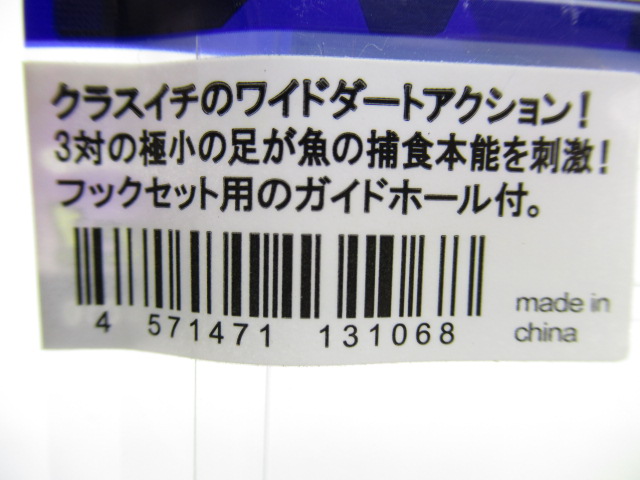 クラスイチのワイドダートアクション！
3対の極小の足が魚の捕食本能を刺激！
フックセット用のガイドホール付。
4 571471 131068
made in
china